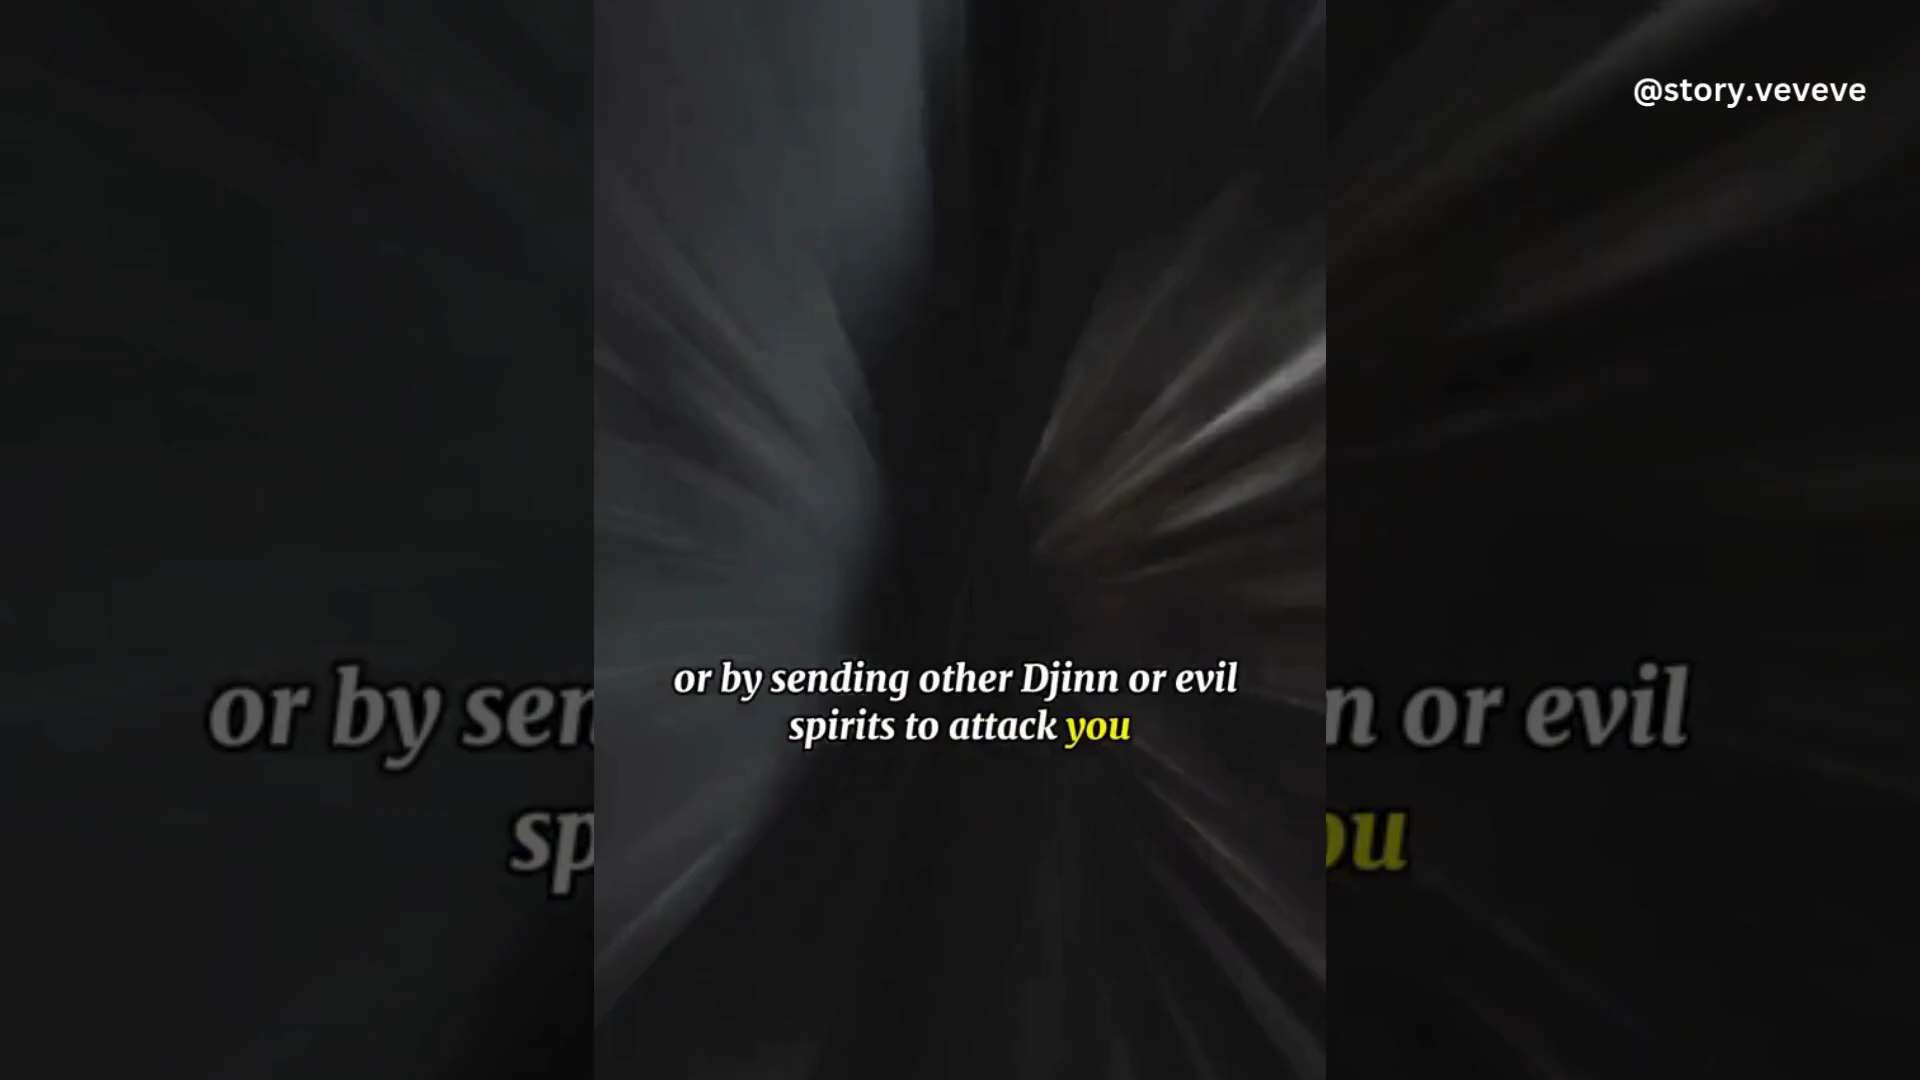 @story.veveve
or by sending other Djinn or evil
spirits to attack you